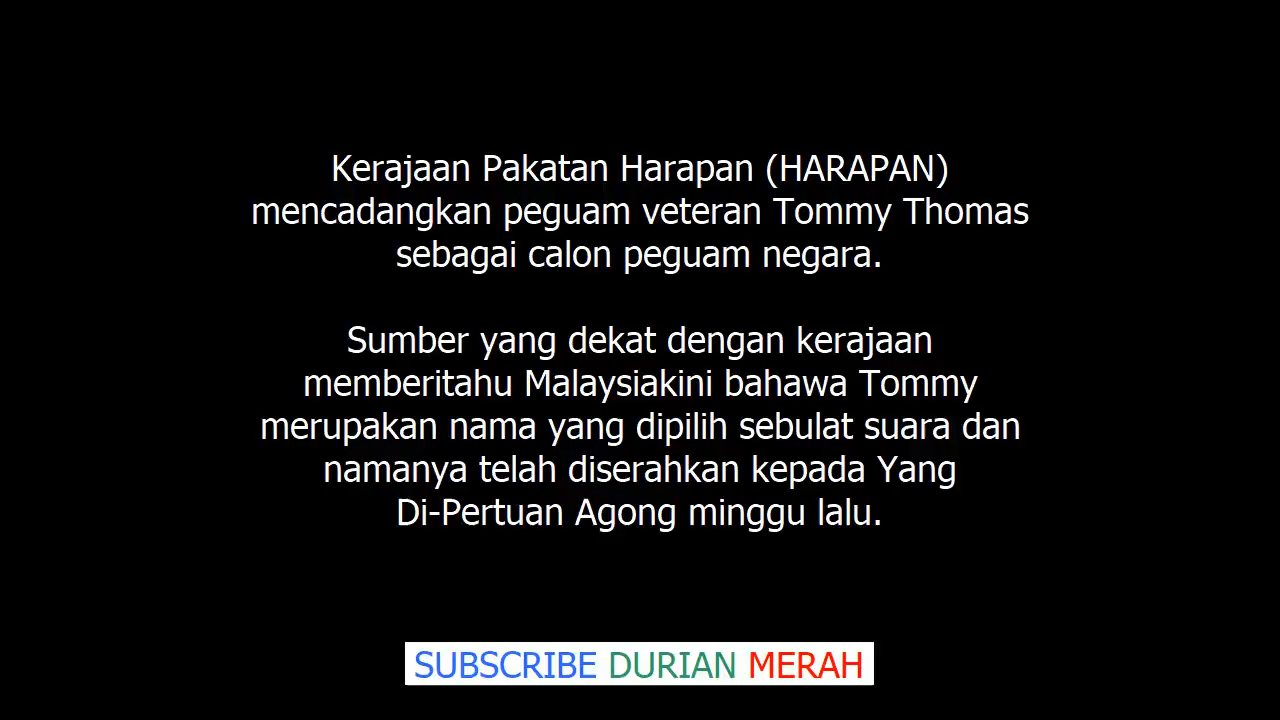 Kerajaan Pakatan Harapan (HARAPAN)
mencadangkan peguam veteran Tommy Thomas
sebagai calon peguam negara.
Sumber yang dekat dengan kerajaan
memberitahu Malaysiakini bahawa Tommy
merupakan nama yang dipilih sebulat suara dan
namanya telah diserahkan kepada Yang
Di-Pertuan Agong minggu lalu.
SUBSCRIBE DURIAN MERAH